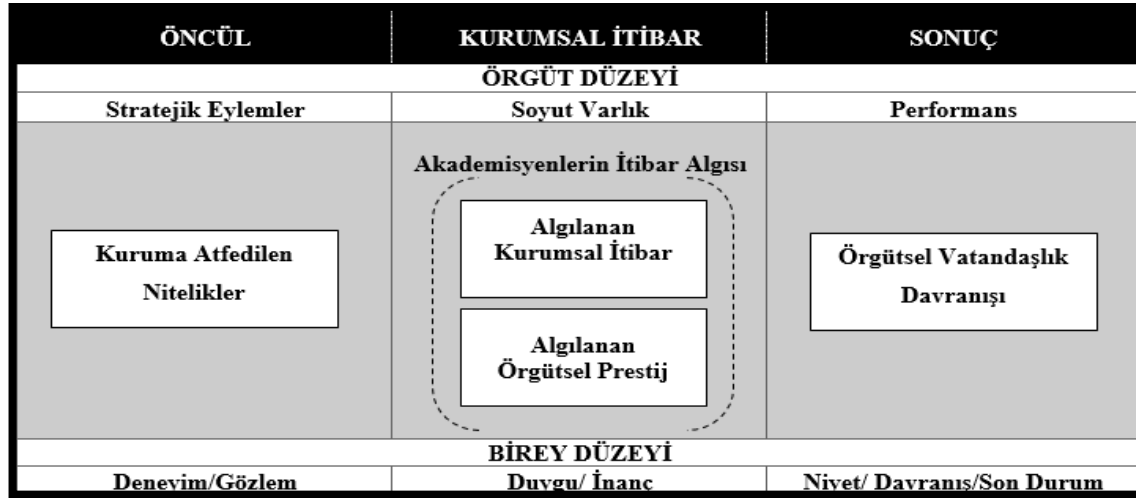 ÖNCÜL KURUMSAL İTİBAR SONUÇ
ÖRGÜT DÜZEYİ
Stratejik Eylemler Soyut Varlık Performans
Akademisyenlerin İtibar Algısı
Kuruma Atfedilen
Nitelikler
Algılanan
Kurumsal İtibar
Algılanan
Örgütsel Prestij
Örgütsel Vatandaşlık
Davranışı
BİREY DÜZEYİ
Deneyim/Gözlem Duygu/ İnanç Niyet/ Davranış/Son Durum